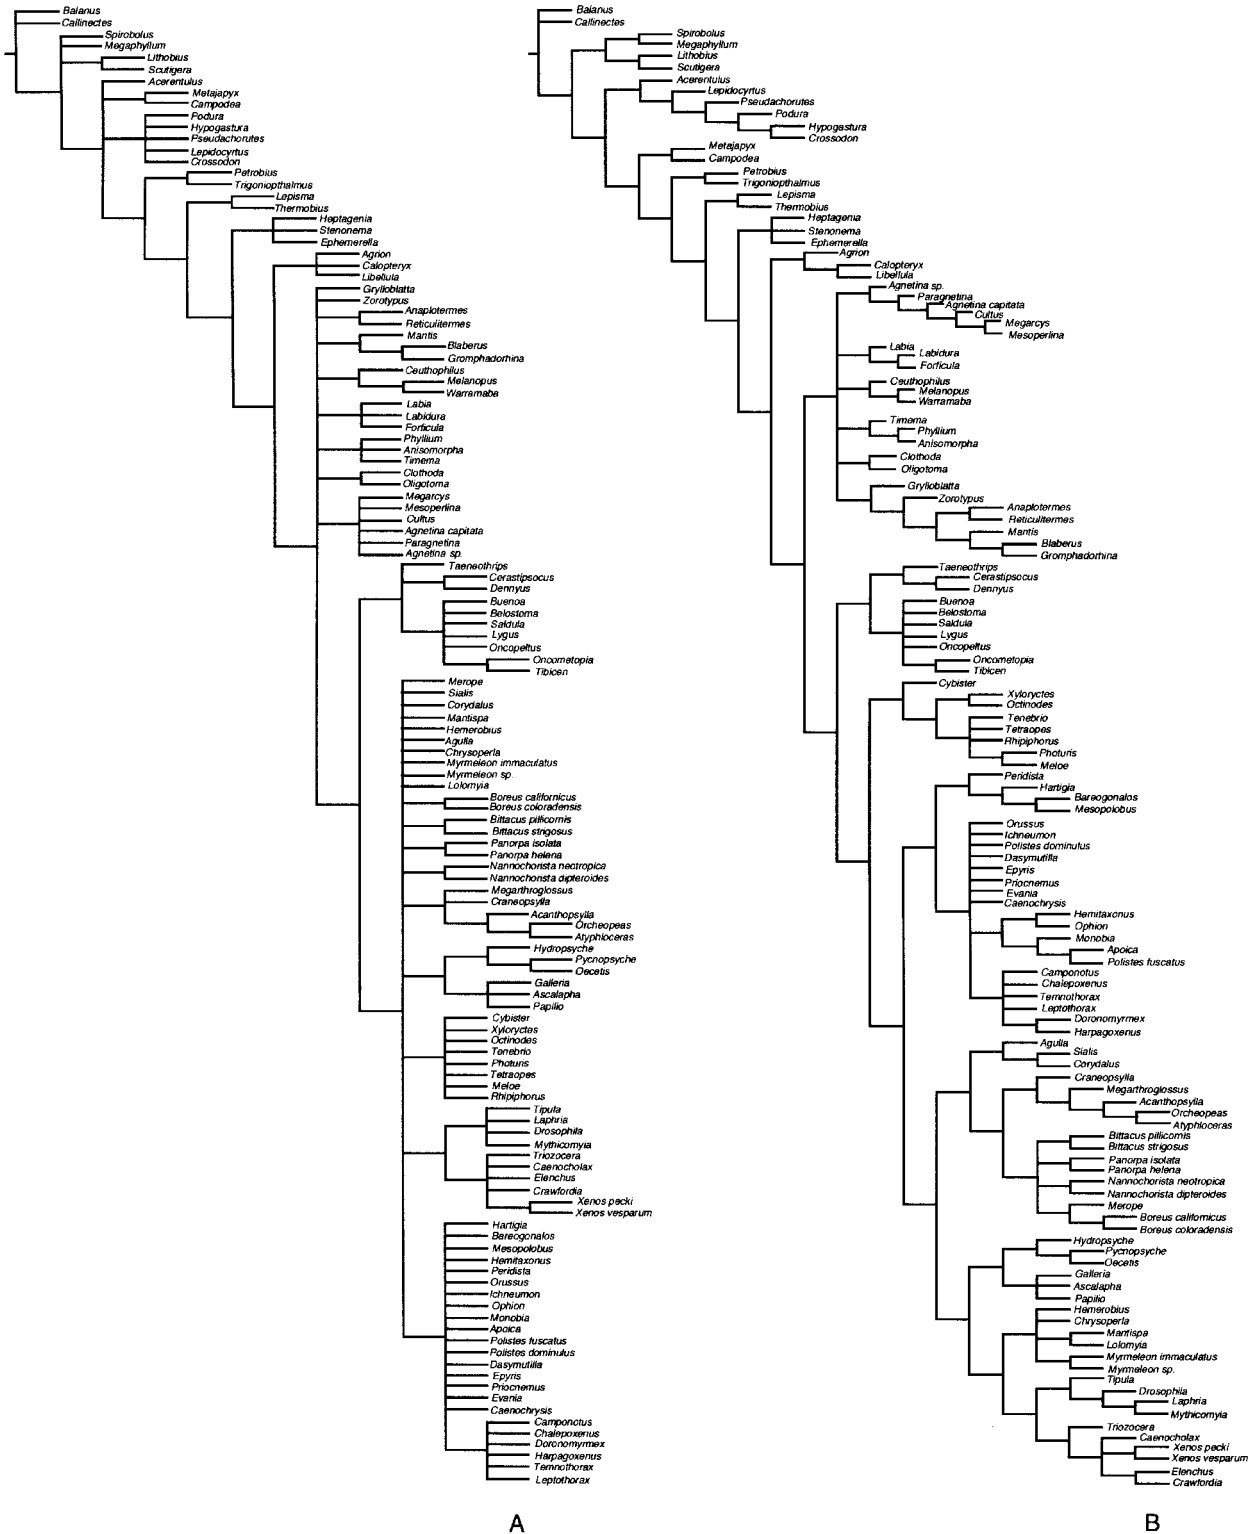 Balanus
Callinectes
Spirobolus
Megaphyllum
Lithobius
Scutigera
Acerentulus
Metajapyx
Campodea
Podura
Hypogastura
Pseudachorutes
Lepidocyrtus
Crossodon
Petrobius
Trigoniopthalmus
Lepisma
Thermobius
Heptagenia
Stenonema
Ephemerella
Agrion
Calopteryx
Libellula
Grylloblatta
Zorotypus
Anaplotermes
Reticulitermes
Mantis
Blaberus
Gromphadorhina
Ceuthophilus
Melanopus
Warramaba
Labia
Labidura
Forficula
Phyllium
Anisomorpha
Timema
Clothoda
Oligotoma
Megarcys
Mesoperlina
Cultus
Agnetina capitata
Paragnetina
Agnetina sp.
Taeneothrips
Cerastipsocus
Dennyus
Buenoa
Belostoma
Saldula
Lygus
Oncopeltus
Oncometopia
Tibicen
Merope
Sialis
Corydalus
Mantispa
Hemerobius
Agulla
Chrysoperla
Myrmeleon immaculatus
Myrmeleon sp.
Lolomyia
Boreus californicus
Boreus coloradensis
Bittacus pillicornis
Bittacus strigosus
Panorpa isolata
Panorpa helena
Nannochorista neotropica
Nannochorista dipteroides
Megarthroglossus
Craneopsylla
Acanthopsylla
Orcheopeas
Atyphloceras
Hydropsyche
Pycnopsyche
Oecetis
Galleria
Ascalapha
Papilio
Cybister
Xyloryctes
Octinodes
Tenebrio
Photuris
Tetraopes
Meloe
Rhipiphorus
Tipula
Laphria
Drosophila
Mythicomyia
Triozocera
Caenocholax
Elenchus
Crawfordia
Xenos pecki
Xenos vesparum
Hartigia
Bareogonalos
Mesopolobus
Hemitaxonus
Peridista
Orussus
Ichneumon
Ophion
Monobia
Apoica
Polistes fuscatus
Polistes dominulus
Dasymutilla
Epyris
Priocnemus
Evania
Caenochrysis
Camponotus
Chalepoxenus
Doronomyrmex
Harpagoxenus
Temnothorax
Leptothorax
A
Balanus
Callinectes
Spirobolus
Megaphyllum
Lithobius
Scutigera
Acerentulus
Lepidocyrtus
Pseudachorutes
Podura
Hypogastura
Crossodon
Metajapyx
Campodea
Petrobius
Trigoniopthalmus
Lepisma
Thermobius
Heptagenia
Stenonema
Ephemerella
Agrion
Calopteryx
Libellula
Agnetina sp.
Paragnetina
Agnetina capitata
Cultus
Megarcys
Mesoperlina
Labia
Labidura
Forficula
Ceuthophilus
Melanopus
Warramaba
Timema
Phyllium
Anisomorpha
Clothoda
Oligotoma
Grylloblatta
Zorotypus
Anaplotermes
Reticulitermes
Mantis
Blaberus
Gromphadorhina
Taeneothrips
Cerastipsocus
Dennyus
Buenoa
Belostoma
Saldula
Lygus
Oncopeltus
Oncometopia
Tibicen
Cybister
Xyloryctes
Octinodes
Tenebrio
Tetraopes
Rhipiphorus
Photuris
Meloe
Peridista
Hartigia
Bareogonalos
Mesopolobus
Orussus
Ichneumon
Polistes dominulus
Dasymutilla
Epyris
Priocnemus
Evania
Caenochrysis
Hemitaxonus
Ophion
Monobia
Apoica
Polistes fuscatus
Camponotus
Chalepoxenus
Temnothorax
Leptothorax
Doronomyrmex
Harpagoxenus
Agulla
Sialis
Corydalus
Craneopsylla
Megarthroglossus
Acanthopsylla
Orcheopeas
Atyphloceras
Bittacus pillicornis
Bittacus strigosus
Panorpa isolata
Panorpa helena
Nannochorista neotropica
Nannochorista dipteroides
Merope
Boreus californicus
Boreus coloradensis
Hydropsyche
Pycnopsyche
Oecetis
Galleria
Ascalapha
Papilio
Hemerobius
Chrysoperla
Mantispa
Lolomyia
Myrmeleon immaculatus
Myrmeleon sp.
Tipula
Drosophila
Laphria
Mythicomyia
Triozocera
Caenocholax
Xenos pecki
Xenos vesparum
Elenchus
Crawfordia
B